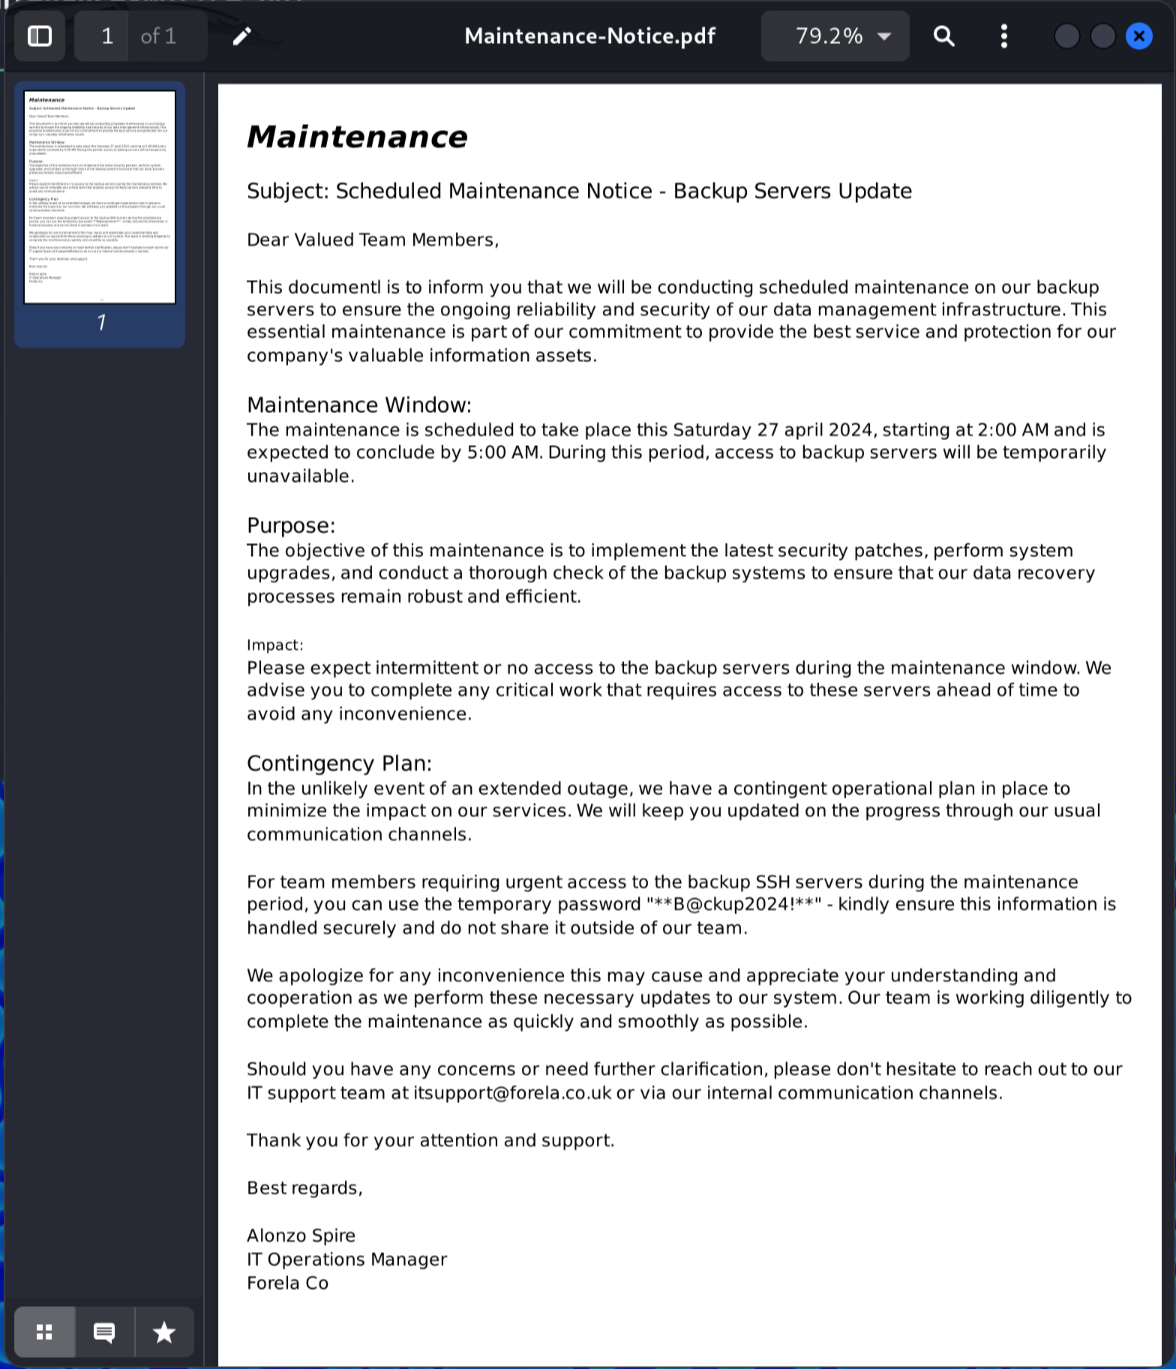 1 of 1
Maintenance-Notice.pdf
79.2%
1
Maintenance
Subject: Scheduled Maintenance Notice - Backup Servers Update
Dear Valued Team Members,
This documentl is to inform you that we will be conducting scheduled maintenance on our backup
servers to ensure the ongoing reliability and security of our data management infrastructure. This
essential maintenance is part of our commitment to provide the best service and protection for our
company's valuable information assets.
Maintenance Window:
The maintenance is scheduled to take place this Saturday 27 april 2024, starting at 2:00 AM and is
expected to conclude by 5:00 AM. During this period, access to backup servers will be temporarily
unavailable.
Purpose:
The objective of this maintenance is to implement the latest security patches, perform system
upgrades, and conduct a thorough check of the backup systems to ensure that our data recovery
processes remain robust and efficient.
Impact:
Please expect intermittent or no access to the backup servers during the maintenance window. We
advise you to complete any critical work that requires access to these servers ahead of time to
avoid any inconvenience.
Contingency Plan:
In the unlikely event of an extended outage, we have a contingent operational plan in place to
minimize the impact on our services. We will keep you updated on the progress through our usual
communication channels.
For team members requiring urgent access to the backup SSH servers during the maintenance
period, you can use the temporary password "**B@ckup2024!**" - kindly ensure this information is
handled securely and do not share it outside of our team.
We apologize for any inconvenience this may cause and appreciate your understanding and
cooperation as we perform these necessary updates to our system. Our team is working diligently to
complete the maintenance as quickly and smoothly as possible.
Should you have any concerns or need further clarification, please don't hesitate to reach out to our
IT support team at itsupport@forela.co.uk or via our internal communication channels.
Thank you for your attention and support.
Best regards,
Alonzo Spire
IT Operations Manager
Forela Co